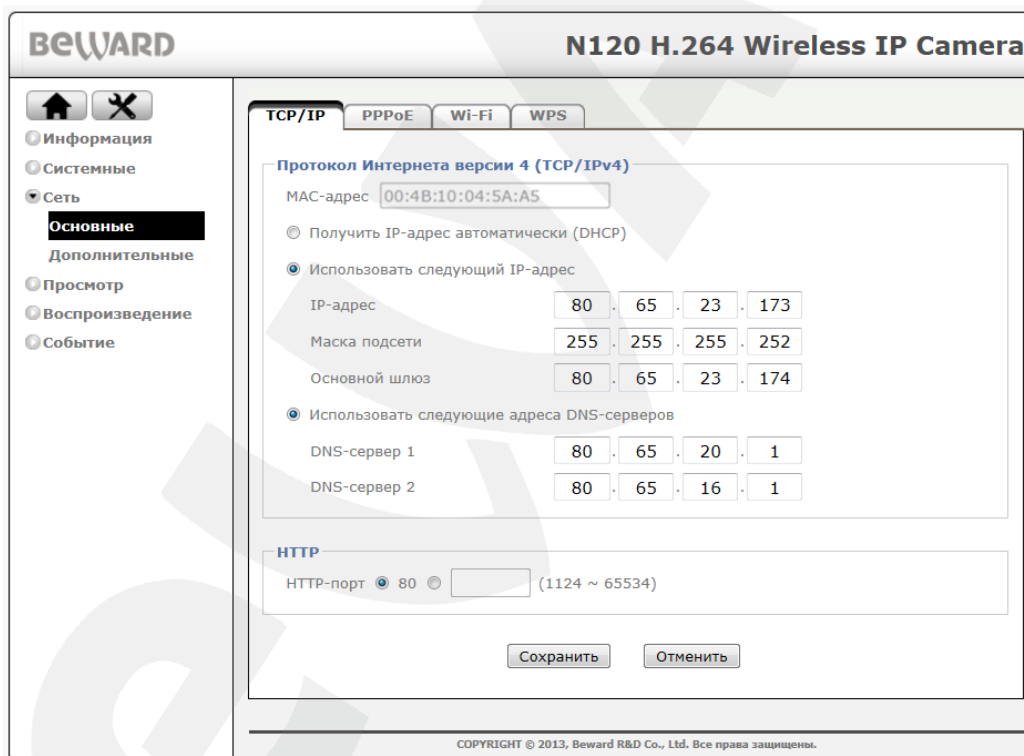 BEWARD
N120 H.264 Wireless IP Camera
Информация
Системные
Сеть
Основные
Дополнительные
Просмотр
Воспроизведение
Событие
TCP/IP PPPoE Wi-Fi WPS
Протокол Интернета версии 4 (TCP/IPv4)
MAC-адрес 00:4B:10:04:5A:A5
Получить IP-адрес автоматически (DHCP)
Использовать следующий IP-адрес
IP-адрес 80 . 65 . 23 . 173
Маска подсети 255 . 255 . 255 . 252
Основной шлюз 80 . 65 . 23 . 174
Использовать следующие адреса DNS-серверов
DNS-сервер 1 80 . 65 . 20 . 1
DNS-сервер 2 80 . 65 . 16 . 1
HTTP
HTTP-порт 80 (1124 ~ 65534)
Сохранить Отменить
COPYRIGHT © 2013, Beward R&D Co., Ltd. Все права защищены.